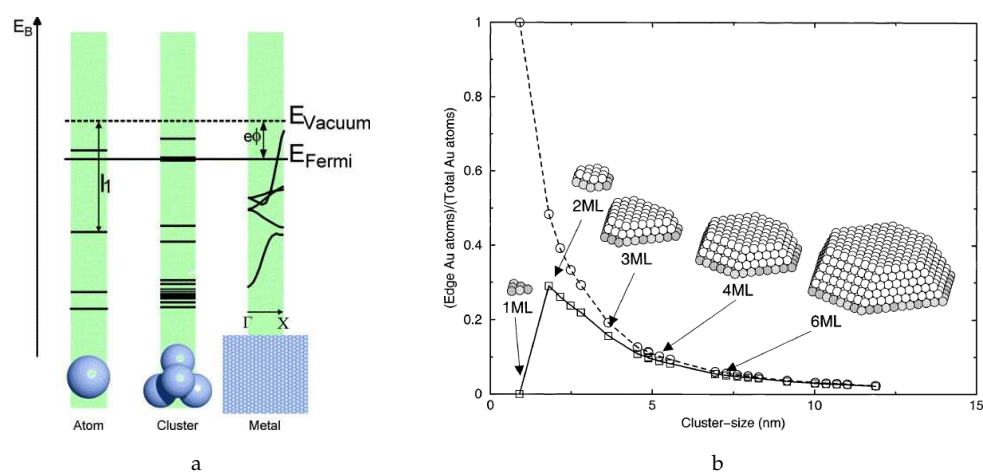 E_B
E_Vacuum
eϕ
E_Fermi
I₁
Γ X
Atom Cluster Metal
a
(Edge Au atoms)/(Total Au atoms)
1
0.8
0.6
0.4
0.2
0
0 5 10 15
Cluster−size (nm)
1ML
2ML
3ML
4ML
6ML
b